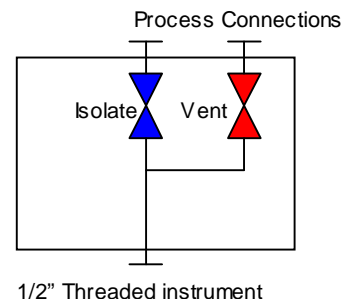 Process Connections
Isolate Vent
1/2" Threaded instrument